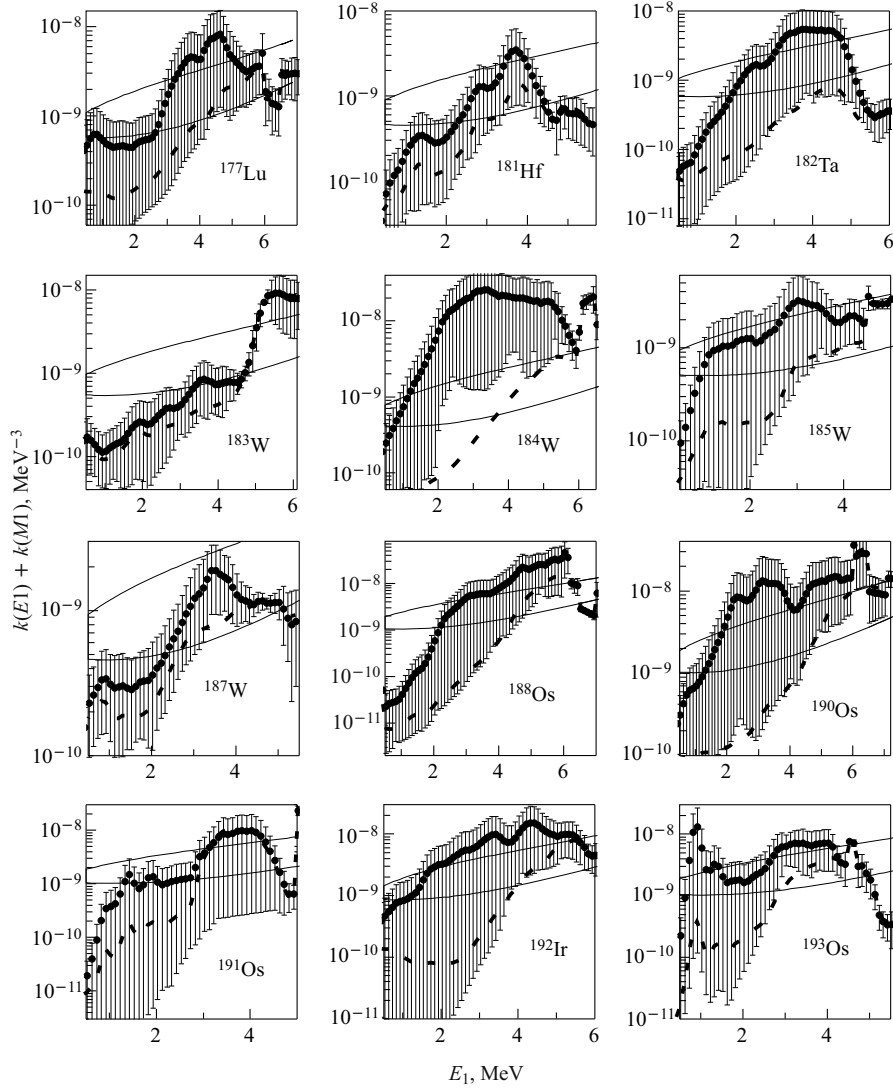 10⁻⁸
10⁻⁹
10⁻¹⁰
¹⁷⁷Lu
2 4 6
10⁻⁸
10⁻⁹
10⁻¹⁰
¹⁸¹Hf
2 4
10⁻⁸
10⁻⁹
10⁻¹⁰
10⁻¹¹
¹⁸²Ta
2 4 6
10⁻⁸
10⁻⁹
10⁻¹⁰
¹⁸³W
2 4 6
10⁻⁸
10⁻⁹
10⁻¹⁰
¹⁸⁴W
2 4 6
10⁻⁸
10⁻⁹
10⁻¹⁰
¹⁸⁵W
2 4
k(E1) + k(M1), MeV⁻³
10⁻⁹
10⁻¹⁰
¹⁸⁷W
2 4
10⁻⁸
10⁻⁹
10⁻¹⁰
10⁻¹¹
¹⁸⁸Os
2 4 6
10⁻⁸
10⁻⁹
10⁻¹⁰
¹⁹⁰Os
2 4 6
10⁻⁸
10⁻⁹
10⁻¹⁰
10⁻¹¹
¹⁹¹Os
2 4
10⁻⁸
10⁻⁹
10⁻¹⁰
10⁻¹¹
¹⁹²Ir
2 4 6
10⁻⁸
10⁻⁹
10⁻¹⁰
10⁻¹¹
¹⁹³Os
2 4
E₁, MeV